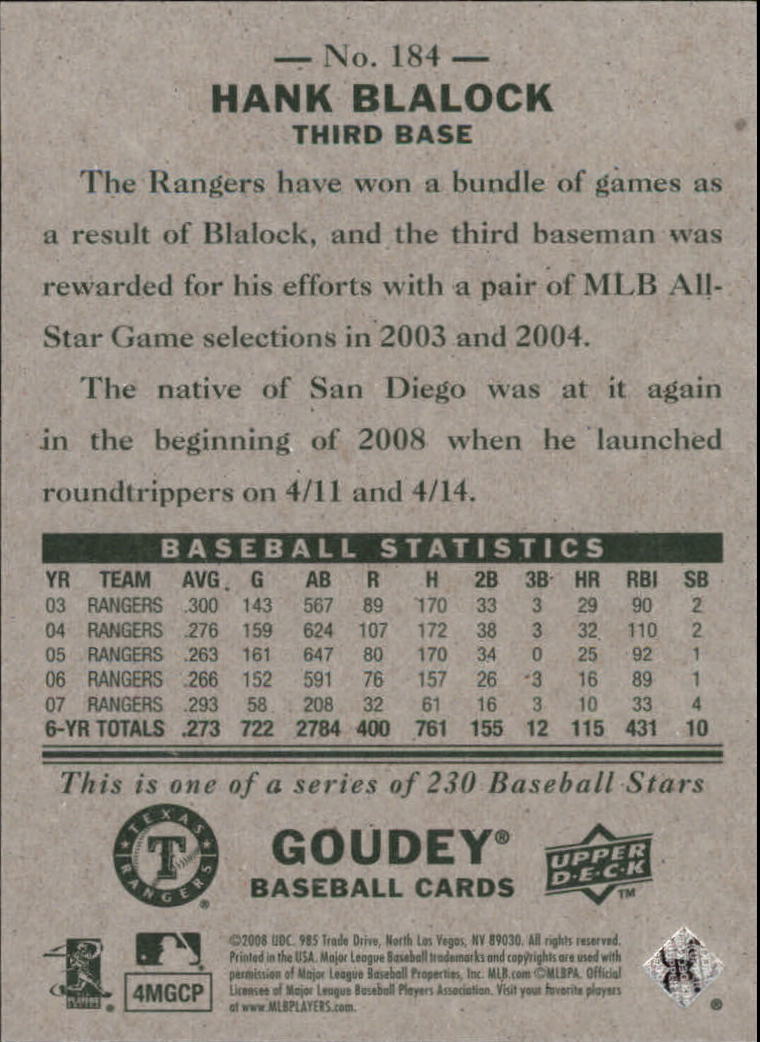 — No. 184 —
HANK BLALOCK
THIRD BASE
The Rangers have won a bundle of games as
a result of Blalock, and the third baseman was
rewarded for his efforts with a pair of MLB All-
Star Game selections in 2003 and 2004.
The native of San Diego was at it again
in the beginning of 2008 when he launched
roundtrippers on 4/11 and 4/14.
BASEBALL STATISTICS
YR TEAM AVG. G AB R H 2B 3B HR RBI SB
03 RANGERS .300 143 567 89 170 33 3 29 90 2
04 RANGERS .276 159 624 107 172 38 3 32 110 2
05 RANGERS .263 161 647 80 170 34 0 25 92 1
06 RANGERS .266 152 591 76 157 26 3 16 89 1
07 RANGERS .293 58 208 32 61 16 3 10 33 4
6-YR TOTALS .273 722 2784 400 761 155 12 115 431 10
This is one of a series of 230 Baseball Stars
TEXAS
T
RANGERS
®
GOUDEY®
BASEBALL CARDS
UPPER
D·E·C·K
TM
PLAYERS
®
4MGCP
©2008 UDC. 985 Trade Drive, North Las Vegas, NV 89030. All rights reserved.
Printed in the USA. Major League Baseball trademarks and copyrights are used with
permission of Major League Baseball Properties, Inc. MLB.com ©MLBPA. Official
Licensee of Major League Baseball Players Association. Visit your favorite players
at www.MLBPLAYERS.com.
®